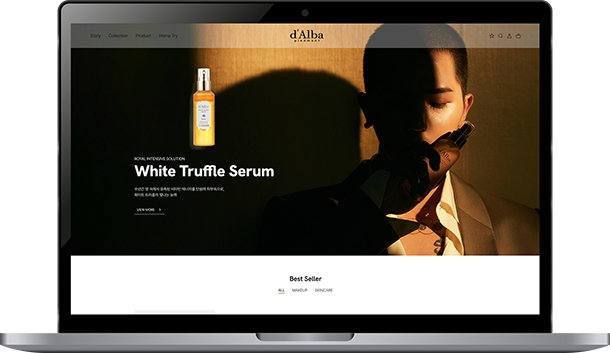 Story Collection Product Home Try
d'Alba
piedmont
ROYAL INTENSIVE SOLUTION
White Truffle Serum
VIEW MORE >
Best Seller
ALL MAKEUP SKINCARE